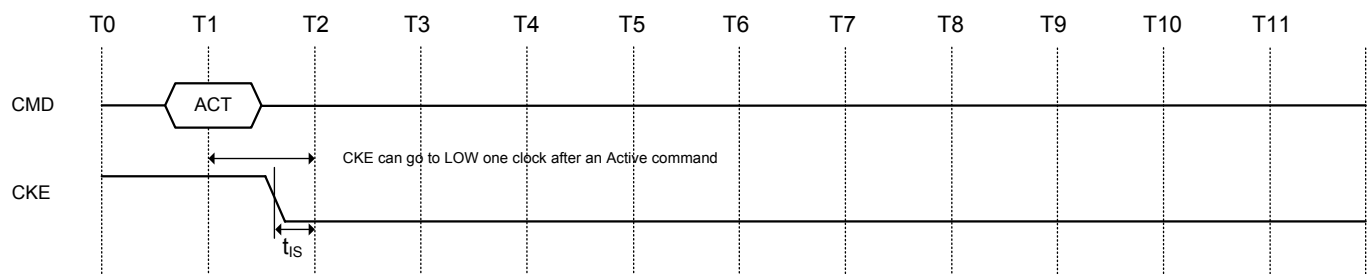 T0 T1 T2 T3 T4 T5 T6 T7 T8 T9 T10 T11
CMD ACT
CKE can go to LOW one clock after an Active command
CKE
tIS